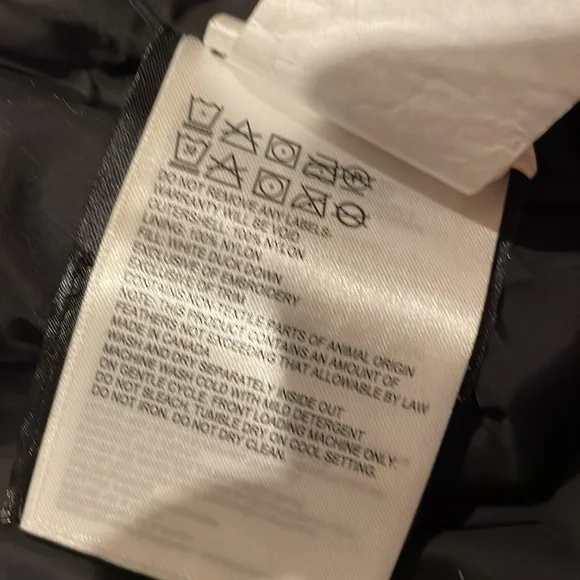 DO NOT REMOVE ANY LABELS-
WARRANTY WILL BE VOID
OUTERSHELL: 100% NYLON
LINING: 100% NYLON
FILL: WHITE DUCK DOWN
EXCLUSIVE OF EMBROIDERY
EXCLUSIVE OF TRIM
CONTAINS NON-TEXTILE PARTS OF ANIMAL ORIGIN
NOTE: THIS PRODUCT CONTAINS AN AMOUNT OF
FEATHERS NOT EXCEEDING THAT ALLOWABLE BY LAW
MADE IN CANADA
WASH AND DRY SEPARATELY INSIDE OUT
MACHINE WASH COLD WITH MILD DETERGENT
ON GENTLE CYCLE. FRONT LOADING MACHINE ONLY.
DO NOT BLEACH. TUMBLE DRY ON COOL SETTING.
DO NOT IRON. DO NOT DRY CLEAN.